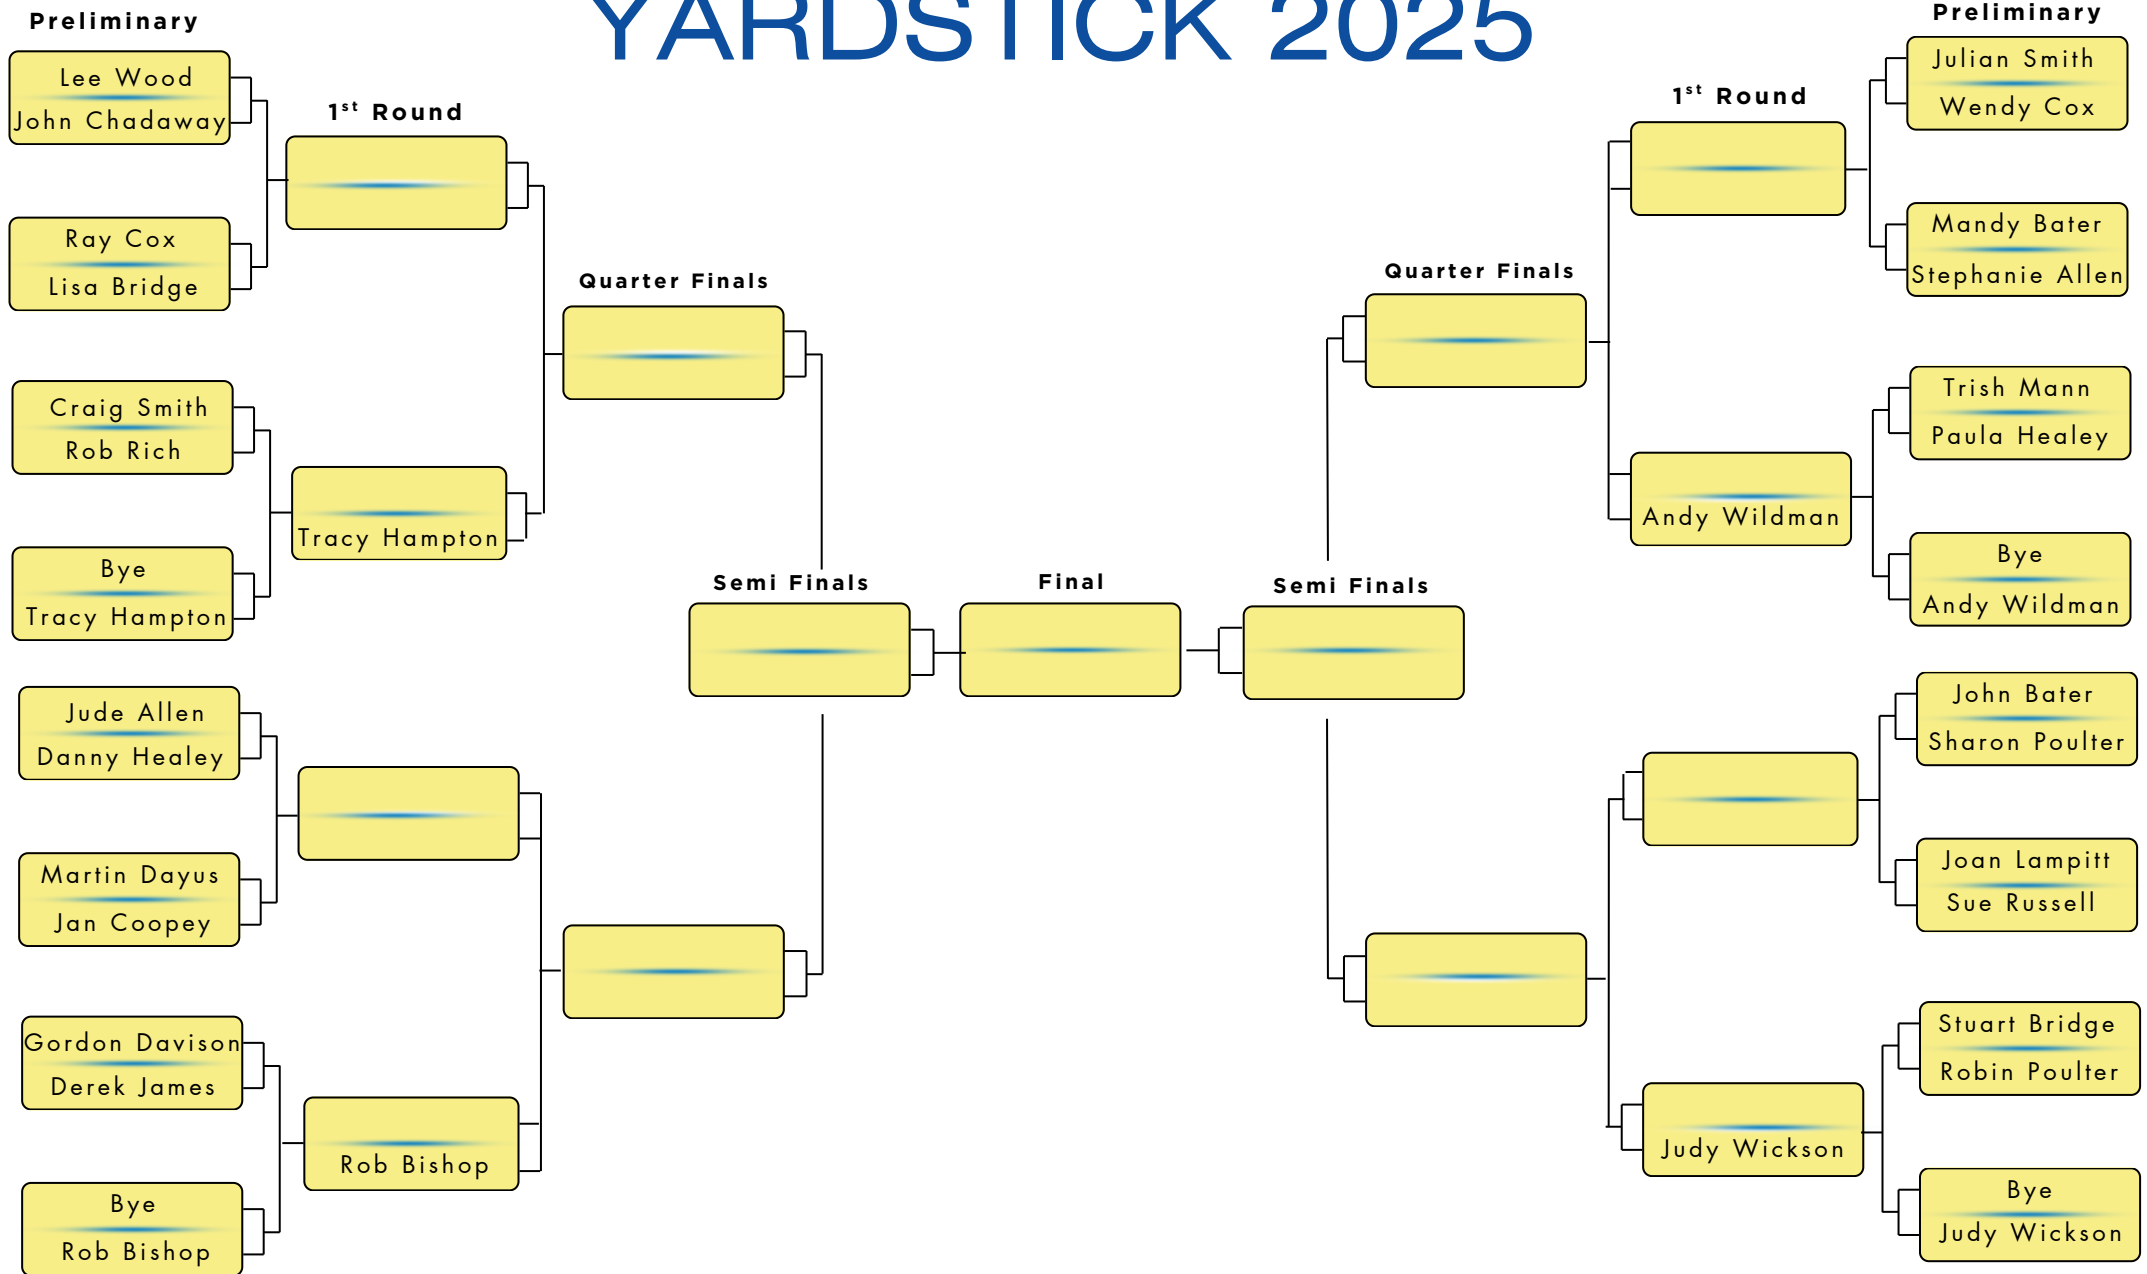 YARDSTICK 2025
Preliminary
Lee Wood
John Chadaway
Ray Cox
Lisa Bridge
Craig Smith
Rob Rich
Bye
Tracy Hampton
Jude Allen
Danny Healey
Martin Dayus
Jan Coopey
Gordon Davison
Derek James
Bye
Rob Bishop
1st Round
Tracy Hampton
Rob Bishop
Quarter Finals
Semi Finals
Final
Semi Finals
Quarter Finals
1st Round
Andy Wildman
Judy Wickson
Preliminary
Julian Smith
Wendy Cox
Mandy Bater
Stephanie Allen
Trish Mann
Paula Healey
Bye
Andy Wildman
John Bater
Sharon Poulter
Joan Lampitt
Sue Russell
Stuart Bridge
Robin Poulter
Bye
Judy Wickson